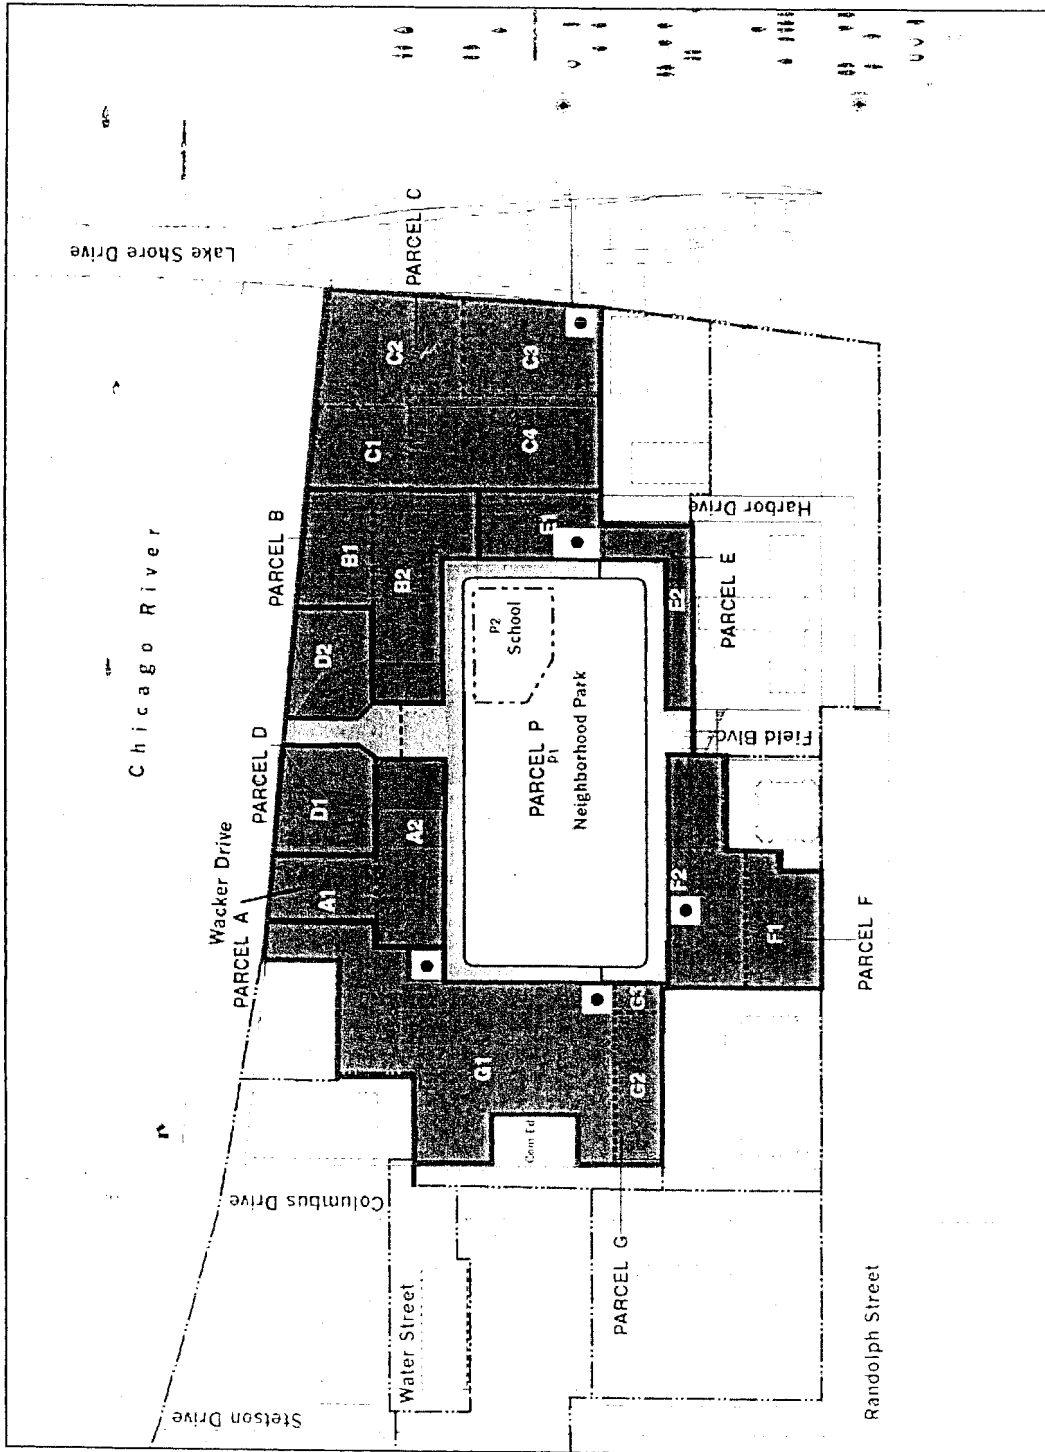 Chicago River
Lake Shore Drive
PARCEL C
C2
C3
C1
C4
PARCEL B
B1
B2
E1
Harbor Drive
PARCEL E
E2
D2
PARCEL D
D1
P2
School
PARCEL P
P1
Neighborhood Park
Field Blvd
Wacker Drive
PARCEL A
A1
A2
F2
F1
PARCEL F
G1
G3
G2
Com Ed
PARCEL G
Columbus Drive
Water Street
Stetson Drive
Randolph Street